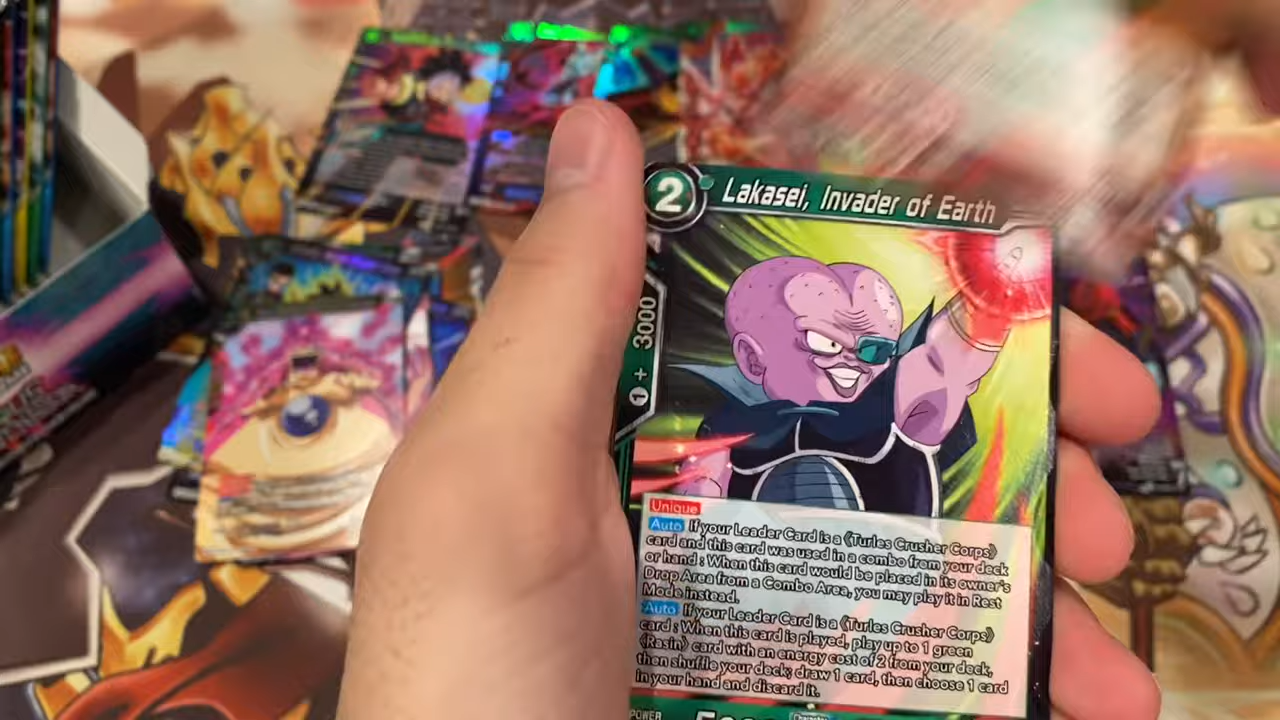 2 Lakasei, Invader of Earth
1 + 3000
Unique
Auto If your Leader Card is a 《Turles Crusher Corps》
card and this card was used in a combo from your deck
or hand : When this card would be placed in its owner's
Drop Area from a Combo Area, you may play it in Rest
Mode instead.
Auto If your Leader Card is a 《Turles Crusher Corps》
card : When this card is played, play up to 1 green
《Rasin》 card with an energy cost of 2 from your deck,
then shuffle your deck; draw 1 card, then choose 1 card
in your hand and discard it.
POWER